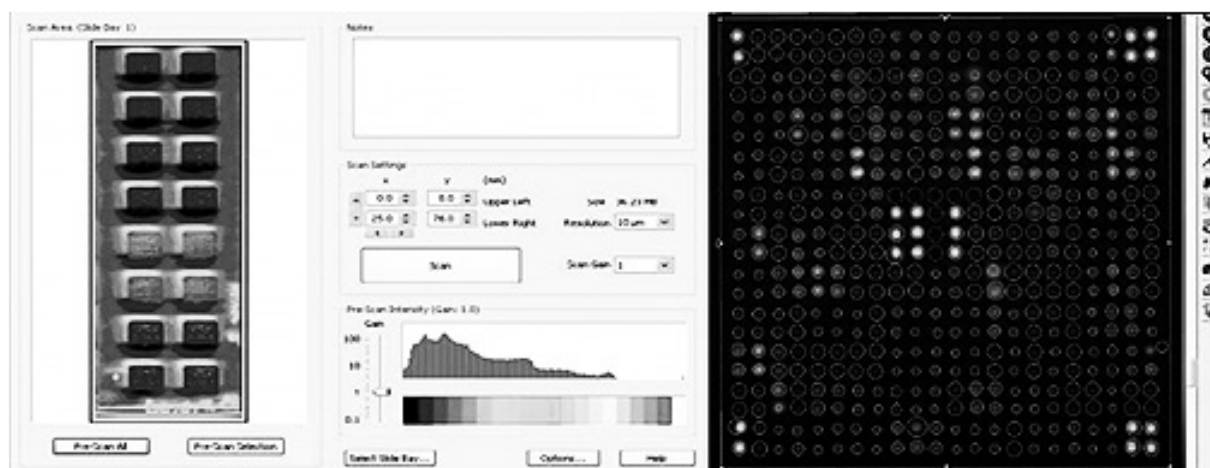 Scan Area (Slide Bay: 1)
Pre-Scan All
Pre-Scan Selection
Notes
Scan Settings
x y (mm)
0.0 0.0 Upper Left
25.0 76.0 Lower Right
Size
Resolution 10 µm
Scan
Scan Gain 1
Pre-Scan Intensity (Gain: 1.0)
Gain
100
10
1
0.1
Select Slide Bay...
Options...
Help